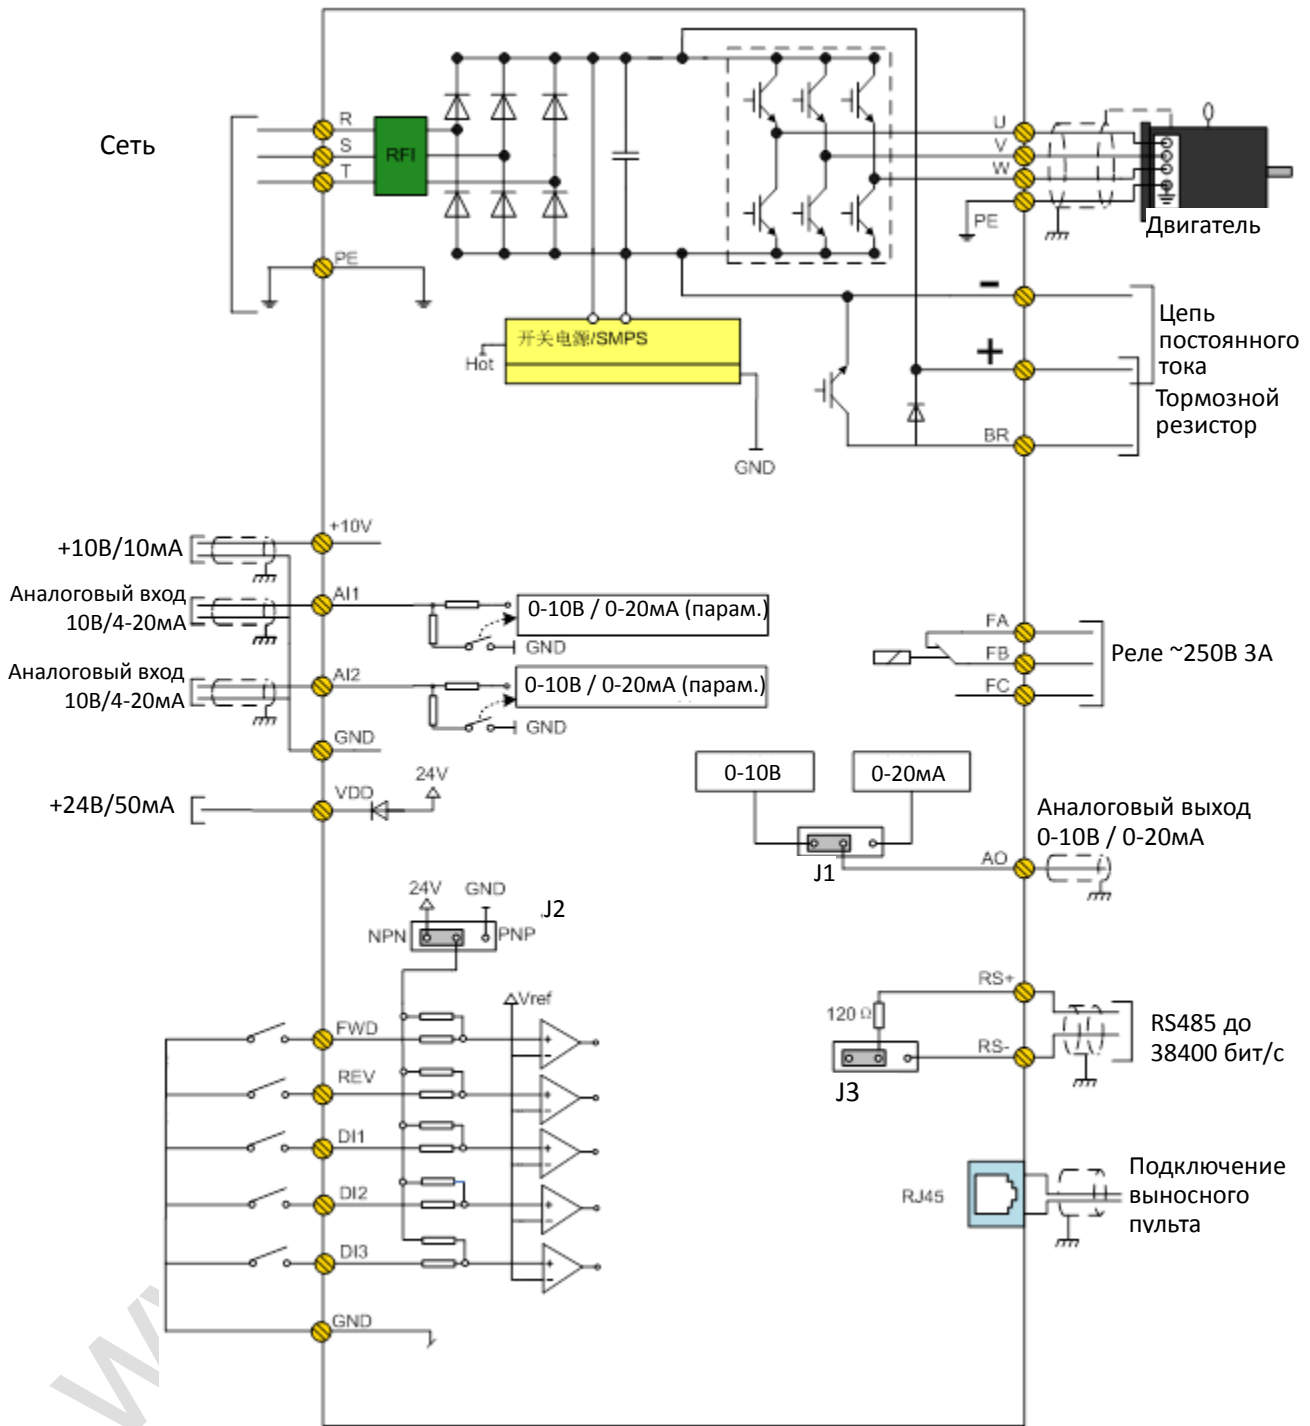 Сеть
R
S
T
RFI
PE
U
V
W
PE
Двигатель
-
+
BR
Цепь
постоянного
тока
Тормозной
резистор
开关电源/SMPS
Hot
GND
+10В/10мА
+10V
Аналоговый вход
10В/4-20мА
AI1
0-10В / 0-20мА (парам.)
GND
Аналоговый вход
10В/4-20мА
AI2
0-10В / 0-20мА (парам.)
GND
GND
FA
FB
FC
Реле ~250В 3А
+24В/50мА
VDD
24V
0-10В
0-20мА
J1
AO
Аналоговый выход
0-10В / 0-20мА
24V
GND
J2
NPN
PNP
Vref
FWD
REV
DI1
DI2
DI3
GND
RS+
120 Ω
RS-
J3
RS485 до
38400 бит/с
RJ45
Подключение
выносного
пульта